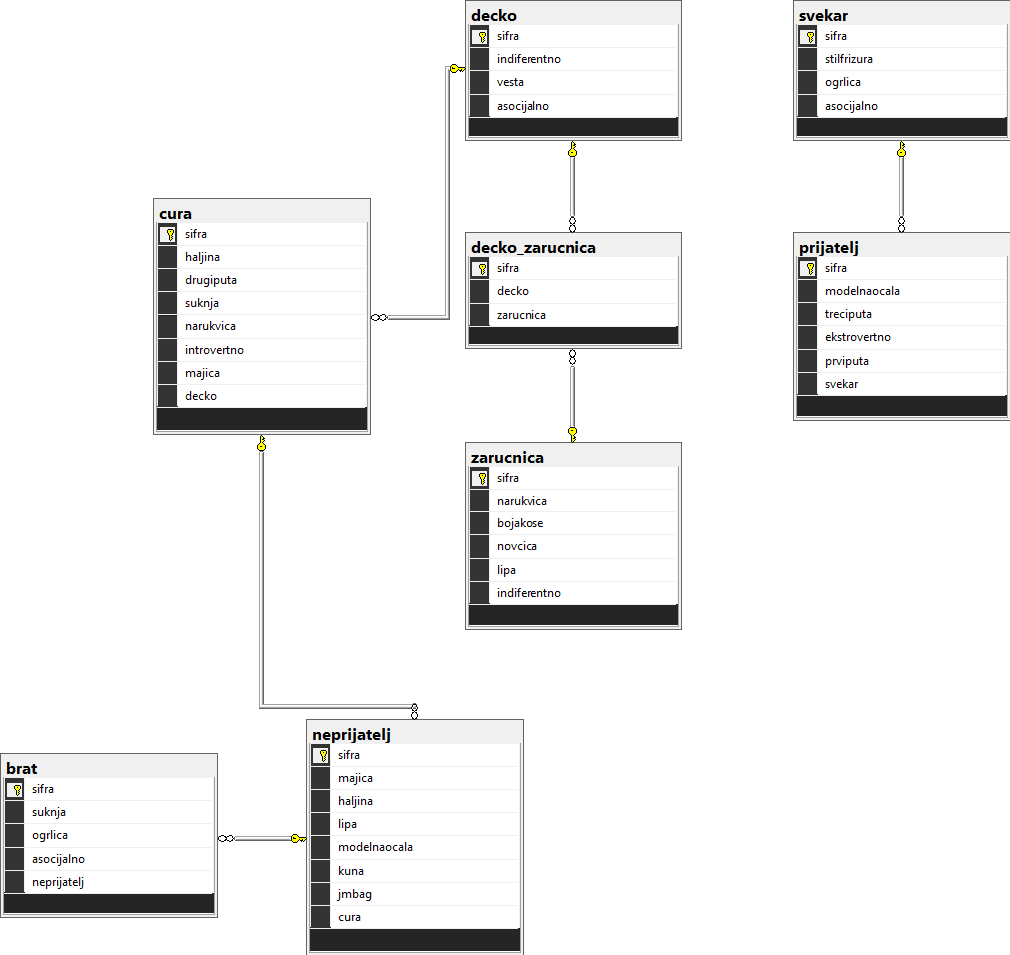 decko
sifra
indiferentno
vesta
asocijalno
svekar
sifra
stilfrizura
ogrlica
asocijalno
cura
sifra
haljina
drugiputa
suknja
narukvica
introvertno
majica
decko
decko_zarucnica
sifra
decko
zarucnica
prijatelj
sifra
modelnaocala
treciputa
ekstrovertno
prviputa
svekar
zarucnica
sifra
narukvica
bojakose
novcica
lipa
indiferentno
neprijatelj
sifra
majica
haljina
lipa
modelnaocala
kuna
jmbag
cura
brat
sifra
suknja
ogrlica
asocijalno
neprijatelj